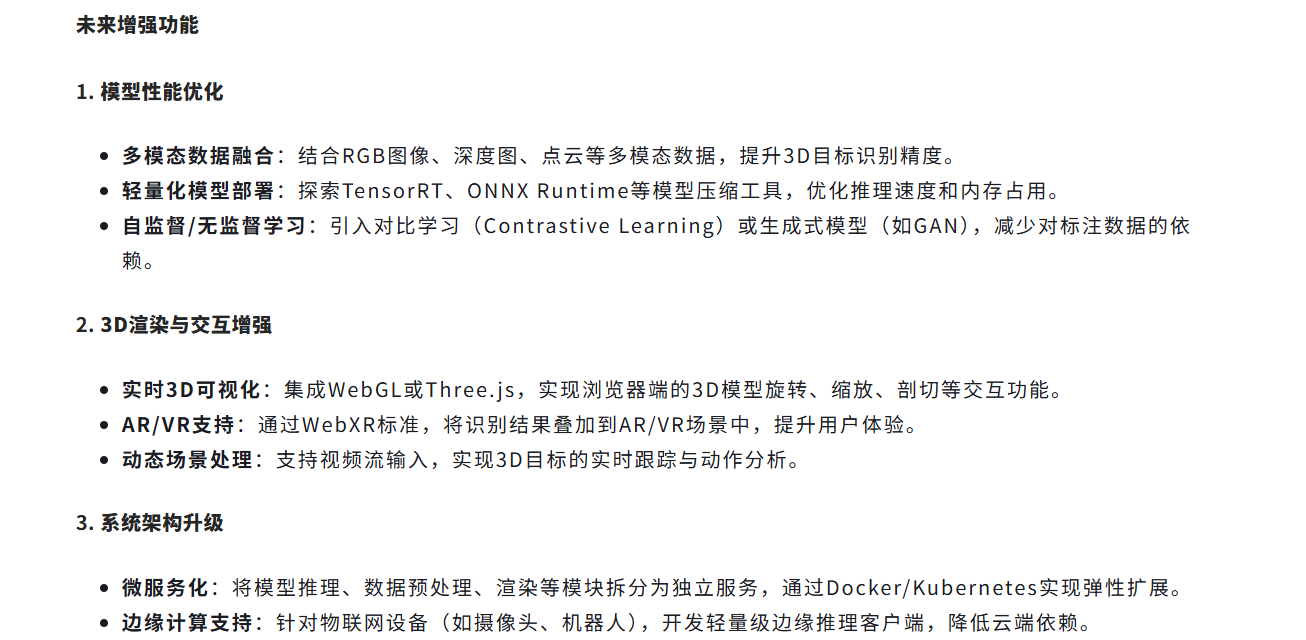 未来增强功能
1. 模型性能优化
• 多模态数据融合：结合RGB图像、深度图、点云等多模态数据，提升3D目标识别精度。
• 轻量化模型部署：探索TensorRT、ONNX Runtime等模型压缩工具，优化推理速度和内存占用。
• 自监督/无监督学习：引入对比学习（Contrastive Learning）或生成式模型（如GAN），减少对标注数据的依
赖。
2. 3D渲染与交互增强
• 实时3D可视化：集成WebGL或Three.js，实现浏览器端的3D模型旋转、缩放、剖切等交互功能。
• AR/VR支持：通过WebXR标准，将识别结果叠加到AR/VR场景中，提升用户体验。
• 动态场景处理：支持视频流输入，实现3D目标的实时跟踪与动作分析。
3. 系统架构升级
• 微服务化：将模型推理、数据预处理、渲染等模块拆分为独立服务，通过Docker/Kubernetes实现弹性扩展。
• 边缘计算支持：针对物联网设备（如摄像头、机器人），开发轻量级边缘推理客户端，降低云端依赖。